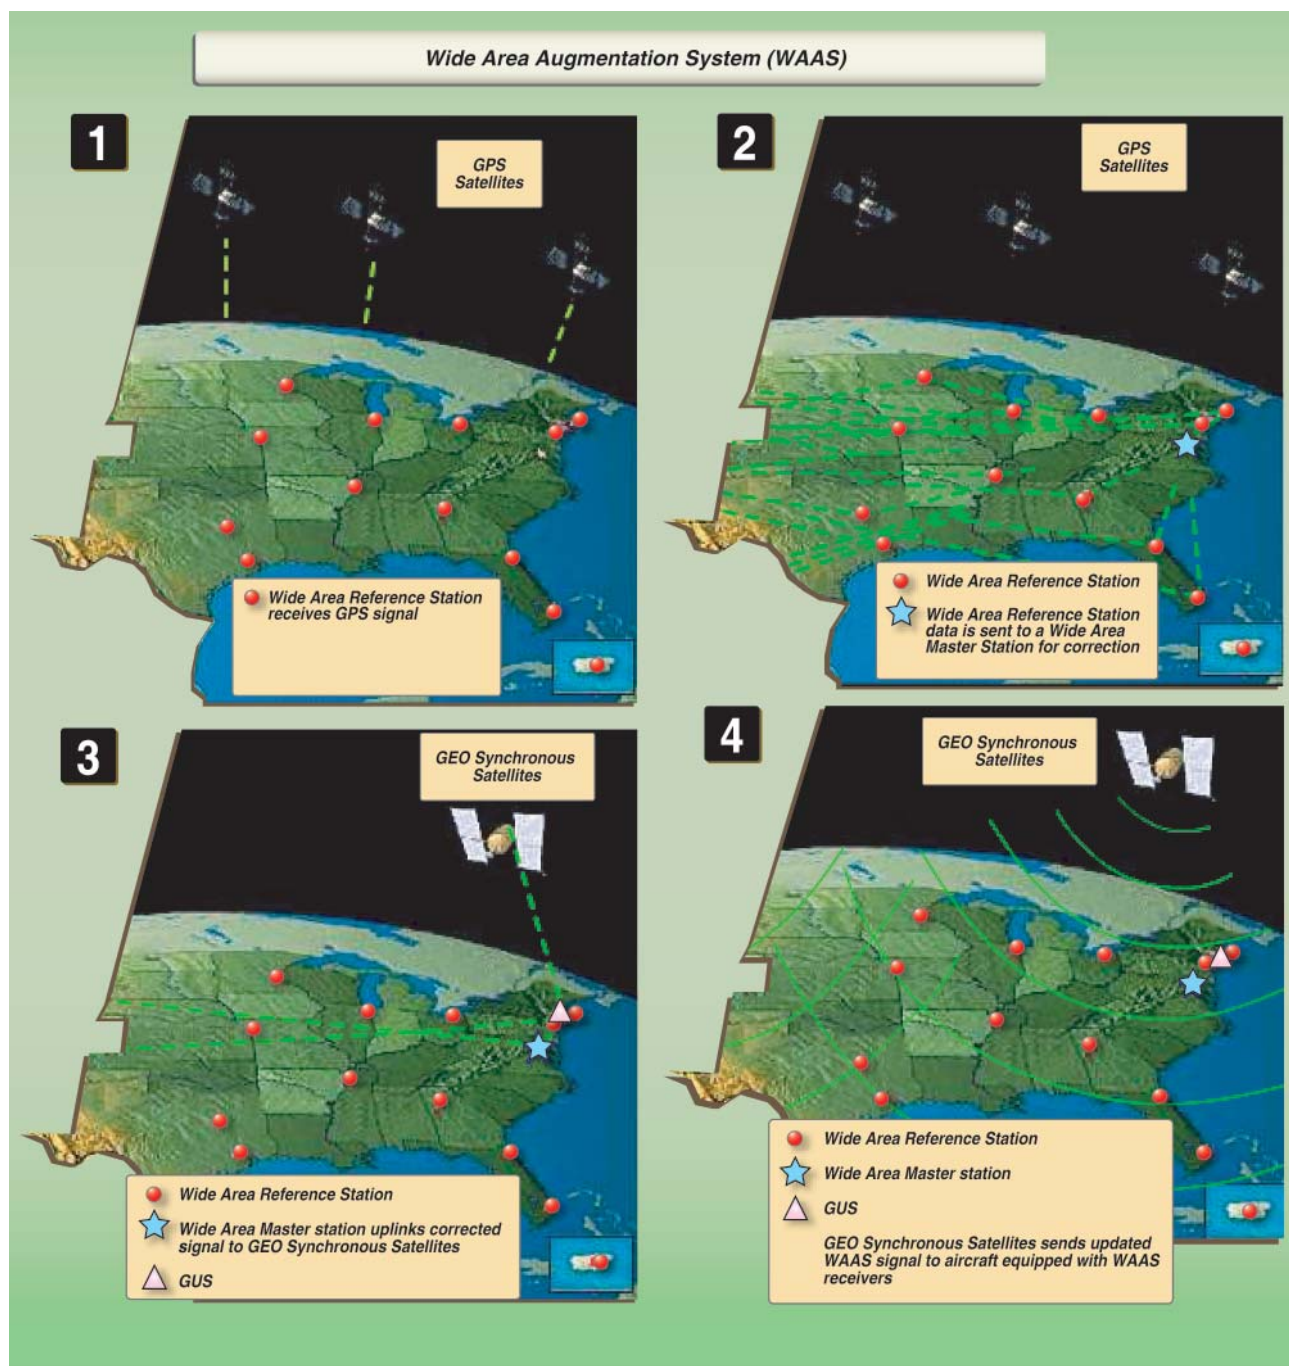 Wide Area Augmentation System (WAAS)
1
GPS
Satellites
Wide Area Reference Station
receives GPS signal
2
GPS
Satellites
Wide Area Reference Station
Wide Area Reference Station
data is sent to a Wide Area
Master Station for correction
3
GEO Synchronous
Satellites
Wide Area Reference Station
Wide Area Master station uplinks corrected
signal to GEO Synchronous Satellites
GUS
4
GEO Synchronous
Satellites
Wide Area Reference Station
Wide Area Master station
GUS
GEO Synchronous Satellites sends updated
WAAS signal to aircraft equipped with WAAS
receivers